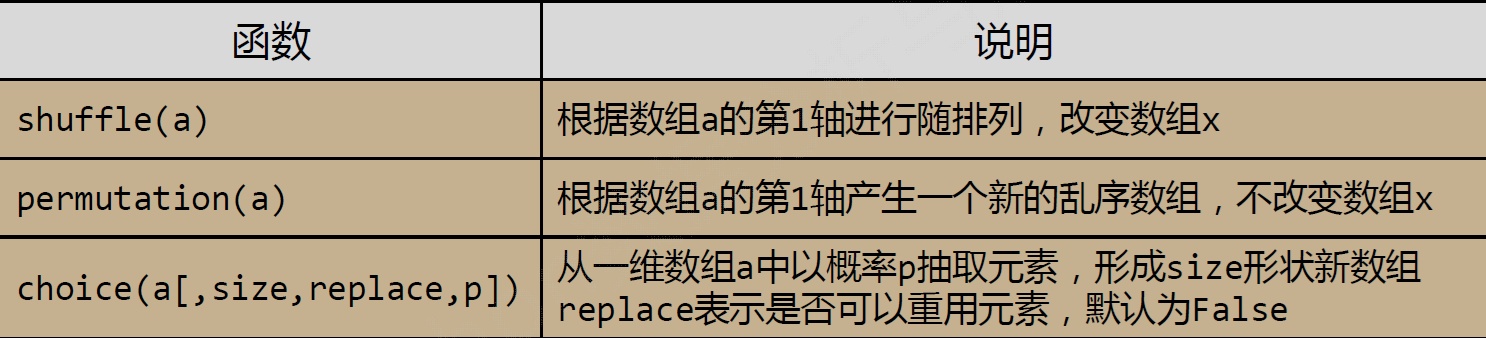 函数 说明
shuffle(a) 根据数组a的第1轴进行随排列，改变数组x
permutation(a) 根据数组a的第1轴产生一个新的乱序数组，不改变数组x
choice(a[,size,replace,p]) 从一维数组a中以概率p抽取元素，形成size形状新数组
replace表示是否可以重用元素，默认为False